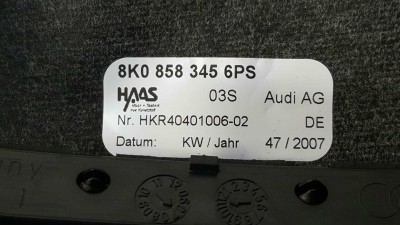 8K0 858 345 6PS
HAAS 03S Audi AG
Nr. HKR40401006-02 DE
Datum: KW / Jahr 47 / 2007